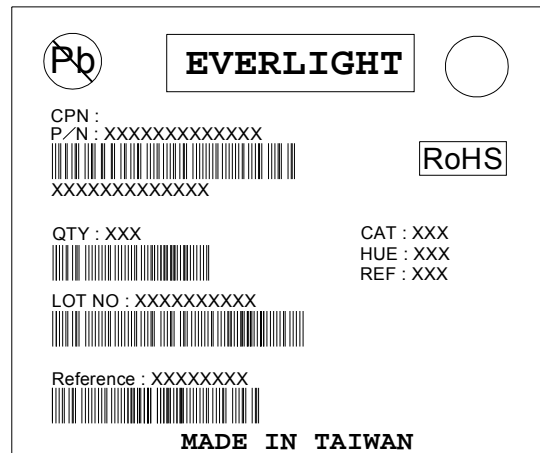 Pb
EVERLIGHT
CPN :
P/N : XXXXXXXXXXXXX
RoHS
XXXXXXXXXXXXX
QTY : XXX
CAT : XXX
HUE : XXX
REF : XXX
LOT NO : XXXXXXXXXX
Reference : XXXXXXXX
MADE IN TAIWAN